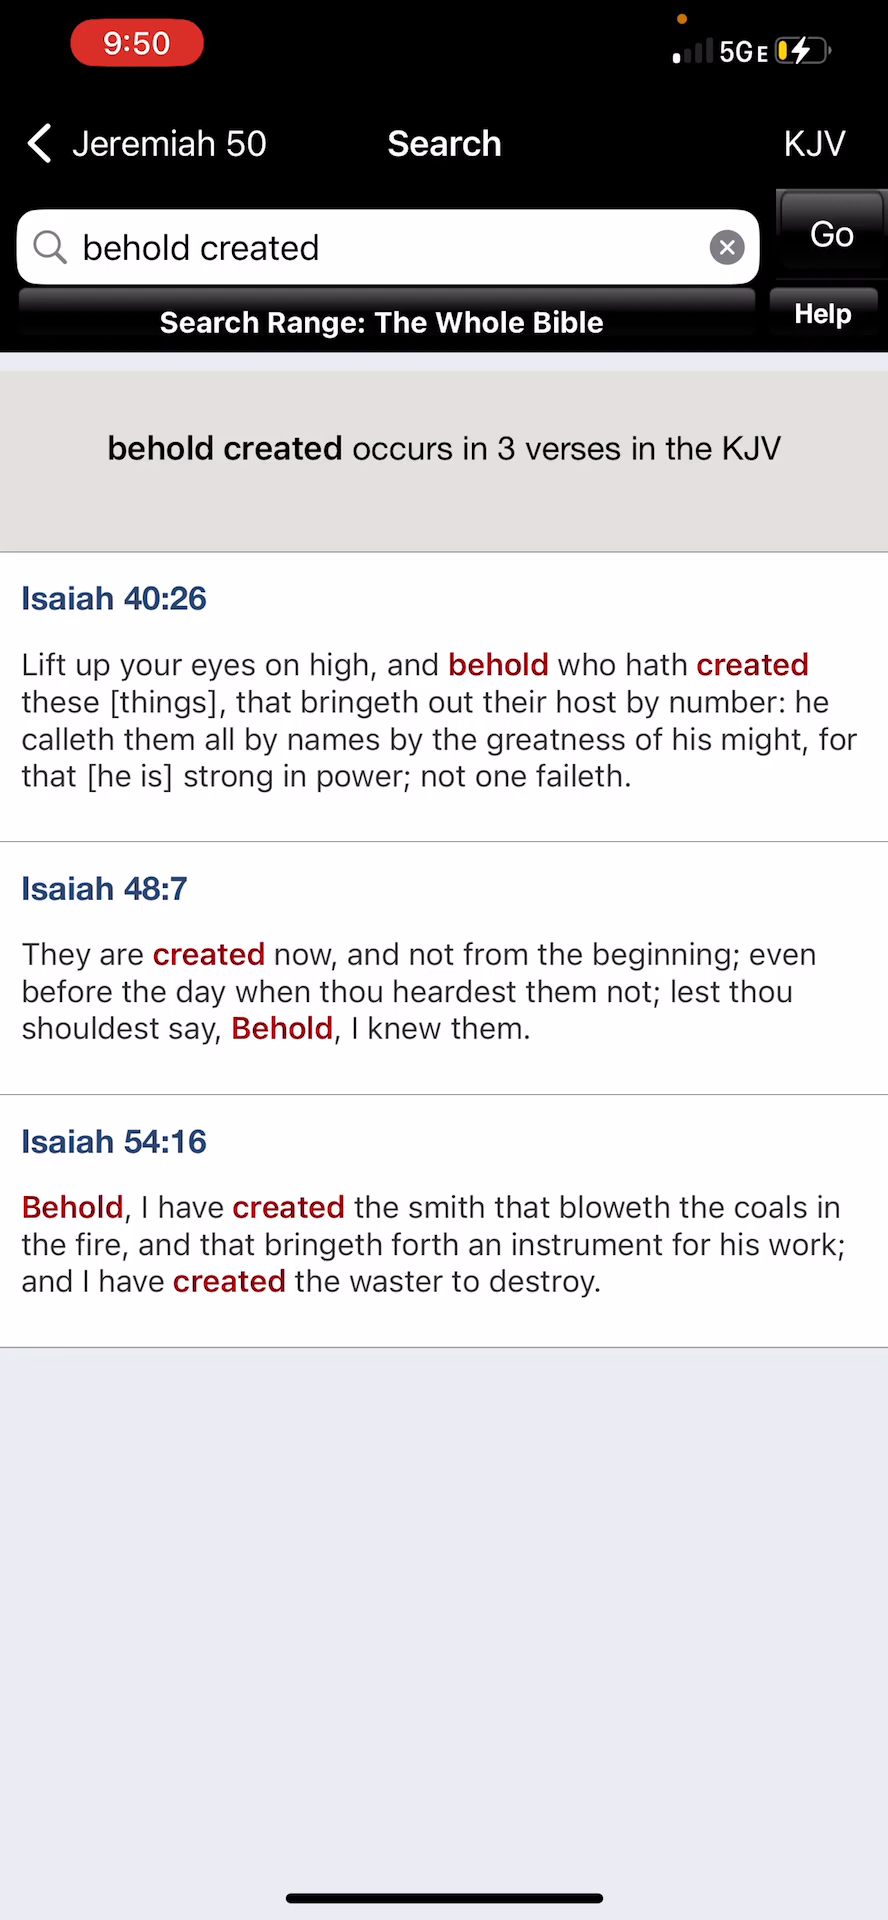 9:50
5GE
Jeremiah 50
Search
KJV
behold created
Go
Search Range: The Whole Bible
Help
behold created occurs in 3 verses in the KJV
Isaiah 40:26
Lift up your eyes on high, and behold who hath created
these [things], that bringeth out their host by number: he
calleth them all by names by the greatness of his might, for
that [he is] strong in power; not one faileth.
Isaiah 48:7
They are created now, and not from the beginning; even
before the day when thou heardest them not; lest thou
shouldest say, Behold, I knew them.
Isaiah 54:16
Behold, I have created the smith that bloweth the coals in
the fire, and that bringeth forth an instrument for his work;
and I have created the waster to destroy.